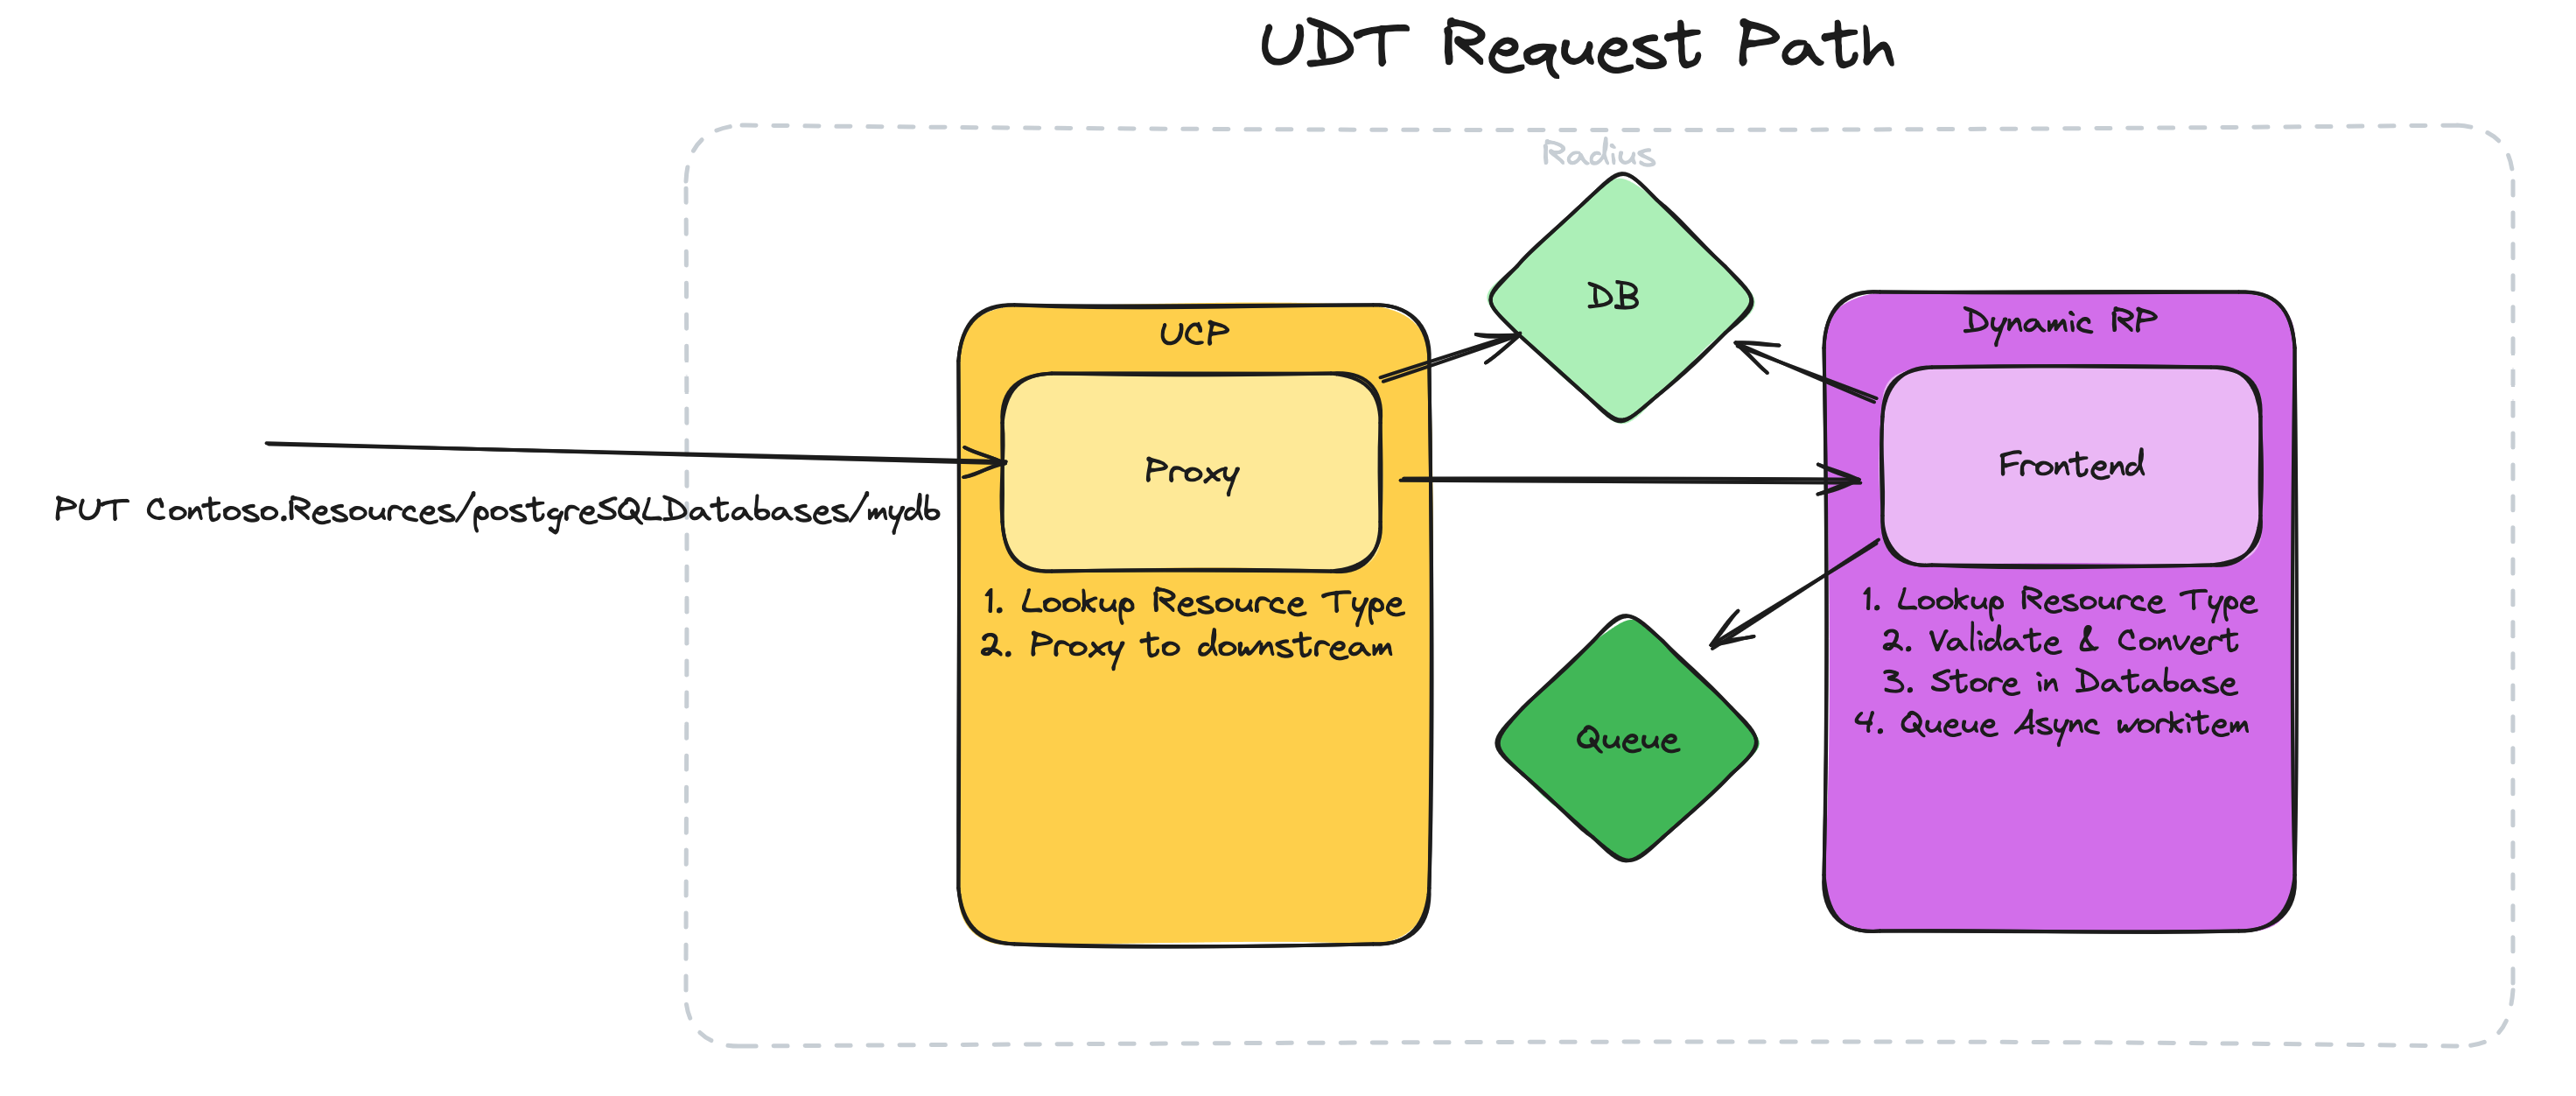 UDT Request Path
Radius
DB
UCP
Dynamic RP
Proxy
Frontend
PUT Contoso.Resources/postgreSQLDatabases/mydb
1. Lookup Resource Type
2. Proxy to downstream
1. Lookup Resource Type
2. Validate & Convert
3. Store in Database
4. Queue Async workitem
Queue